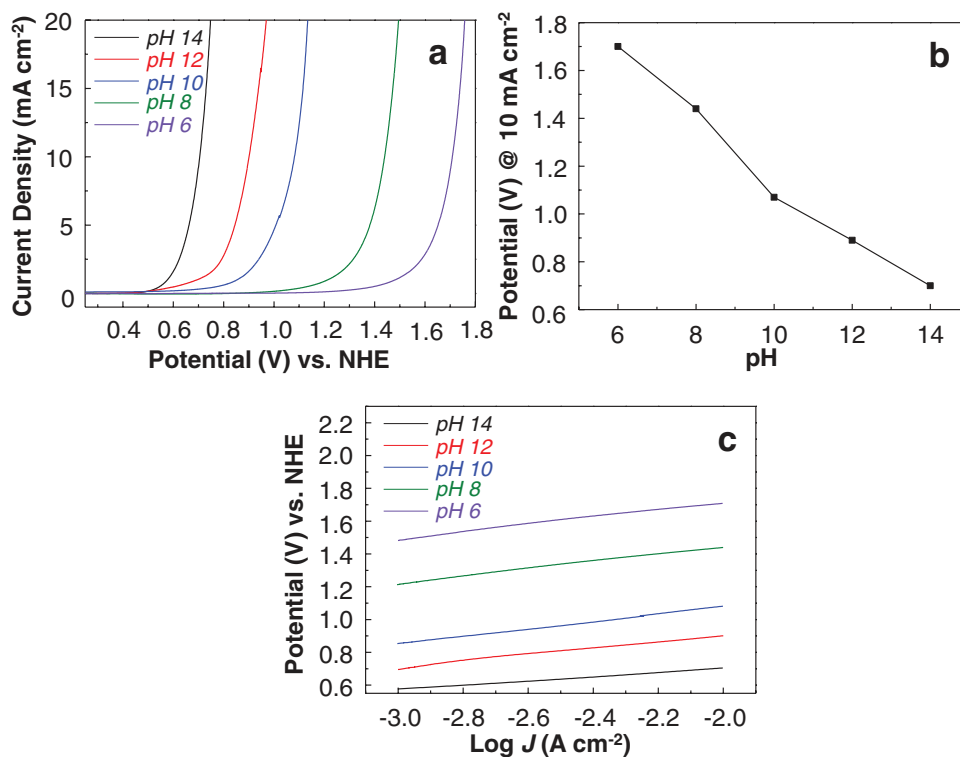 a
20
15
10
5
0
Current Density (mA cm-2)
pH 14
pH 12
pH 10
pH 8
pH 6
0.4 0.6 0.8 1.0 1.2 1.4 1.6 1.8
Potential (V) vs. NHE
b
1.8
1.6
1.4
1.2
1.0
0.8
0.6
Potential (V) @ 10 mA cm-2
6 8 10 12 14
pH
c
2.2
2.0
1.8
1.6
1.4
1.2
1.0
0.8
0.6
Potential (V) vs. NHE
pH 14
pH 12
pH 10
pH 8
pH 6
-3.0 -2.8 -2.6 -2.4 -2.2 -2.0
Log J (A cm-2)